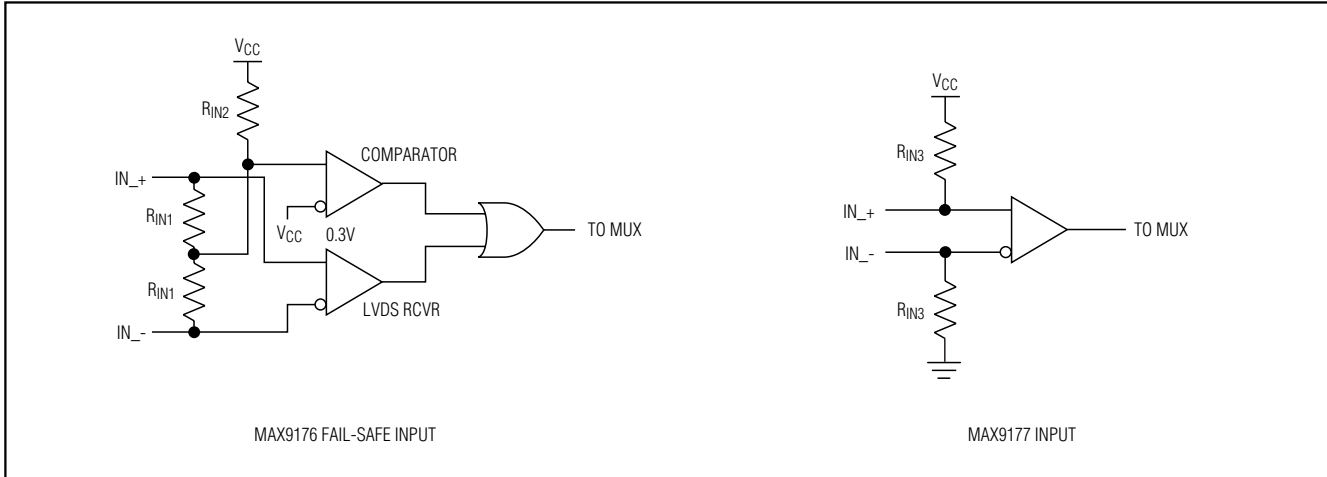 VCC
RIN2
COMPARATOR
IN_+
RIN1
VCC 0.3V
TO MUX
RIN1
LVDS RCVR
IN_-
MAX9176 FAIL-SAFE INPUT
VCC
RIN3
IN_+
TO MUX
IN_-
RIN3
MAX9177 INPUT